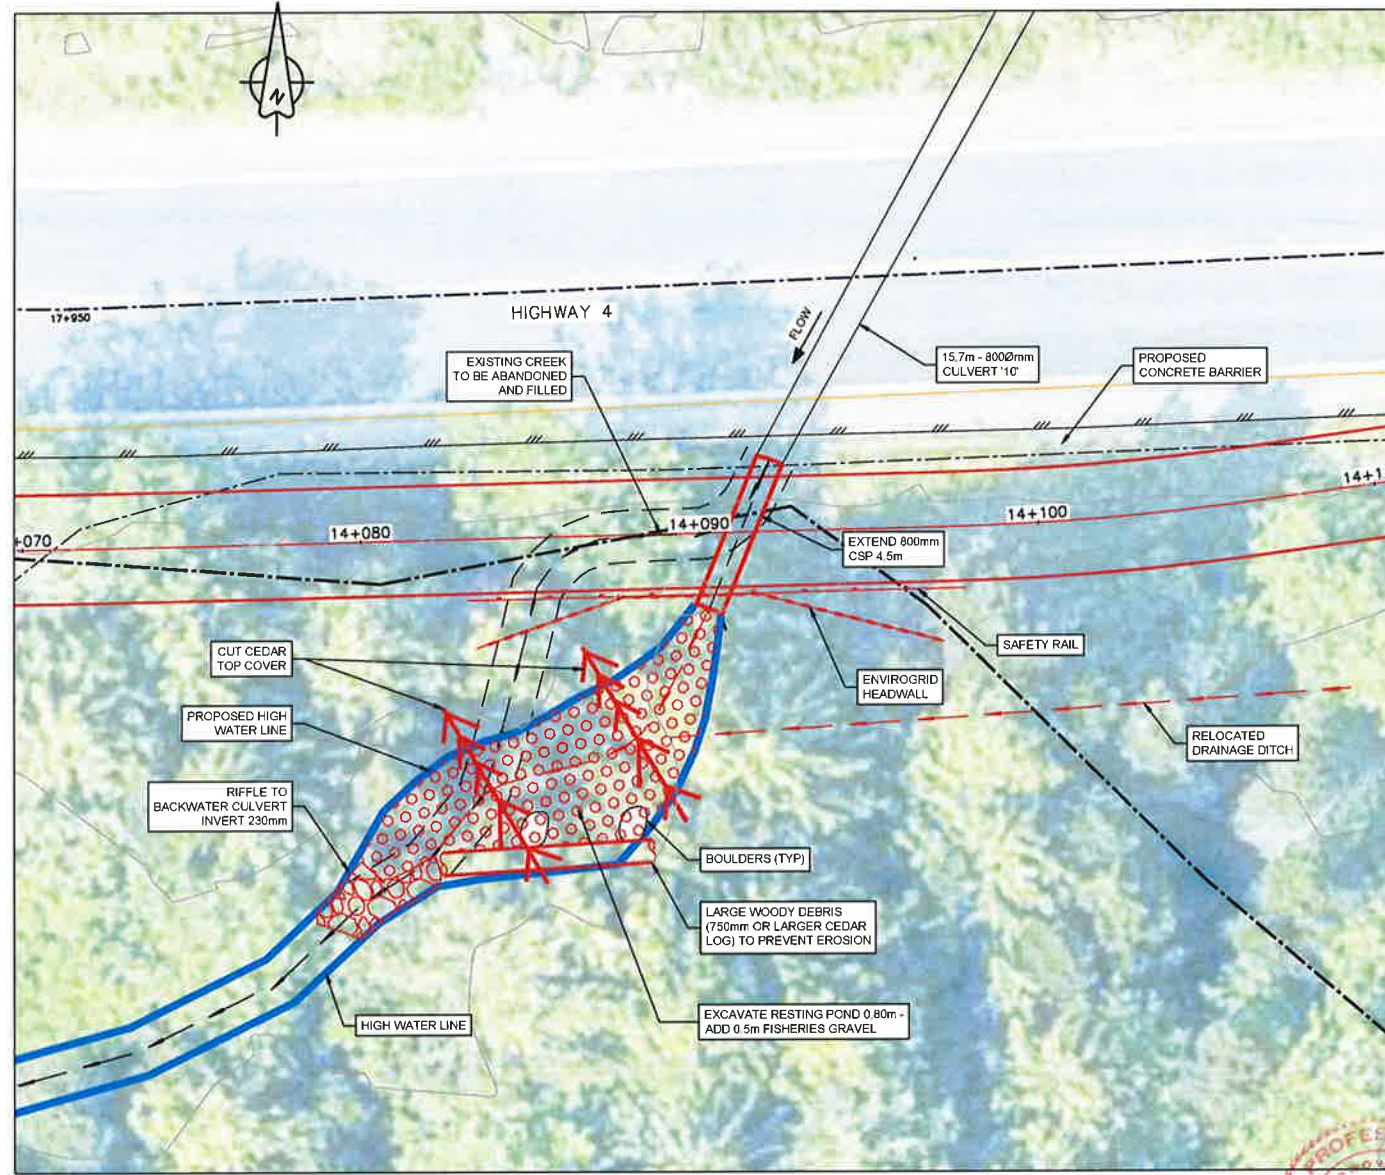 N
17+950
HIGHWAY 4
FLOW
EXISTING CREEK
TO BE ABANDONED
AND FILLED
15.7m - 800Ømm
CULVERT '10'
PROPOSED
CONCRETE BARRIER
+070
14+080
14+090
14+100
14+1
EXTEND 800mm
CSP 4.5m
CUT CEDAR
TOP COVER
SAFETY RAIL
ENVIROGRID
HEADWALL
PROPOSED HIGH
WATER LINE
RELOCATED
DRAINAGE DITCH
RIFFLE TO
BACKWATER CULVERT
INVERT 230mm
BOULDERS (TYP)
LARGE WOODY DEBRIS
(750mm OR LARGER CEDAR
LOG) TO PREVENT EROSION
HIGH WATER LINE
EXCAVATE RESTING POND 0.80m -
ADD 0.5m FISHERIES GRAVEL
PROFES